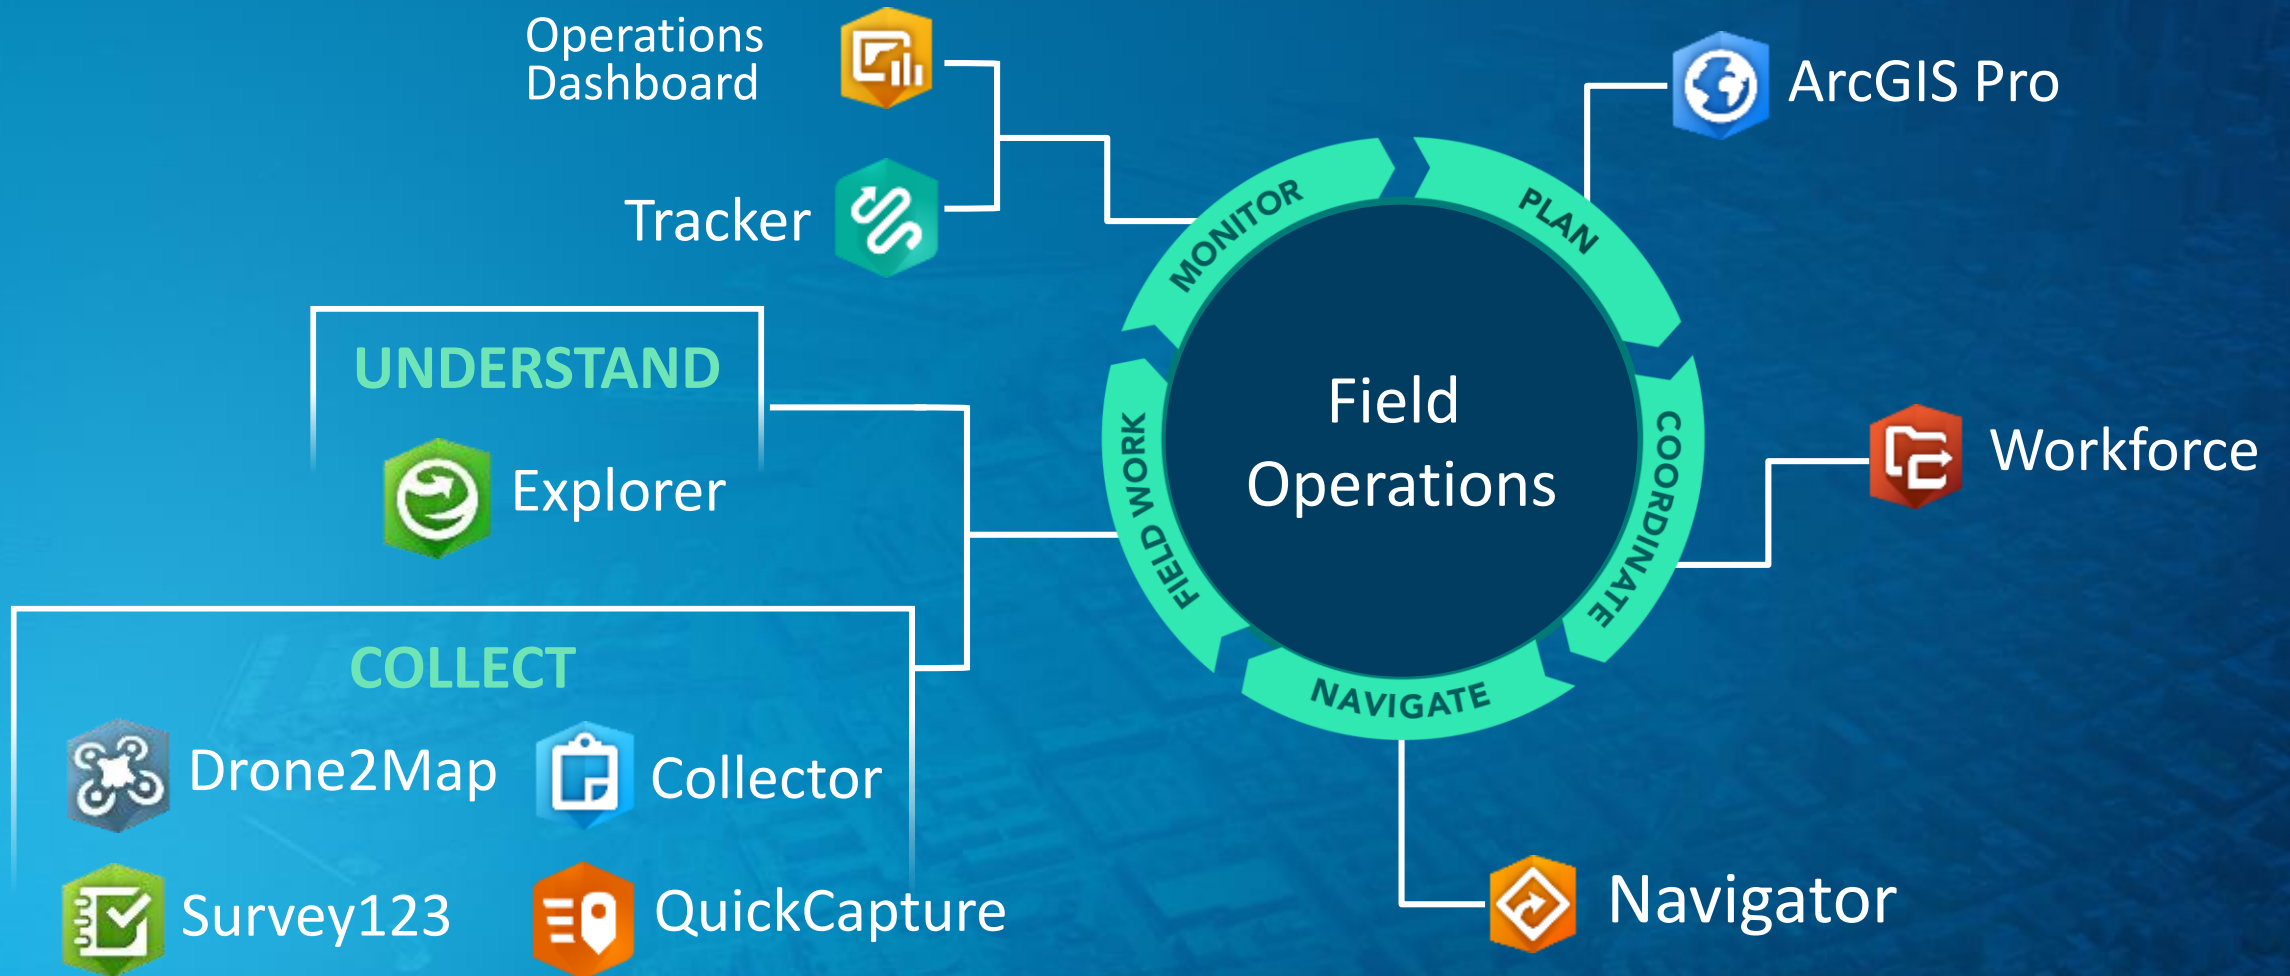 Operations
Dashboard
Tracker
UNDERSTAND
Explorer
COLLECT
Drone2Map
Collector
Survey123
QuickCapture
MONITOR
PLAN
COORDINATE
NAVIGATE
FIELD WORK
Field
Operations
ArcGIS Pro
Workforce
Navigator